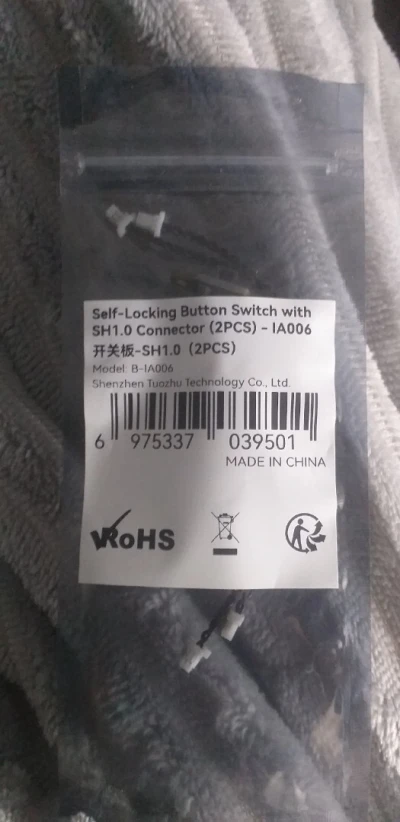 Self-Locking Button Switch with
SH1.0 Connector (2PCS) - IA006
开关板-SH1.0（2PCS）
Model: B-IA006
Shenzhen Tuozhu Technology Co., Ltd.
6 975337 039501
MADE IN CHINA
RoHS